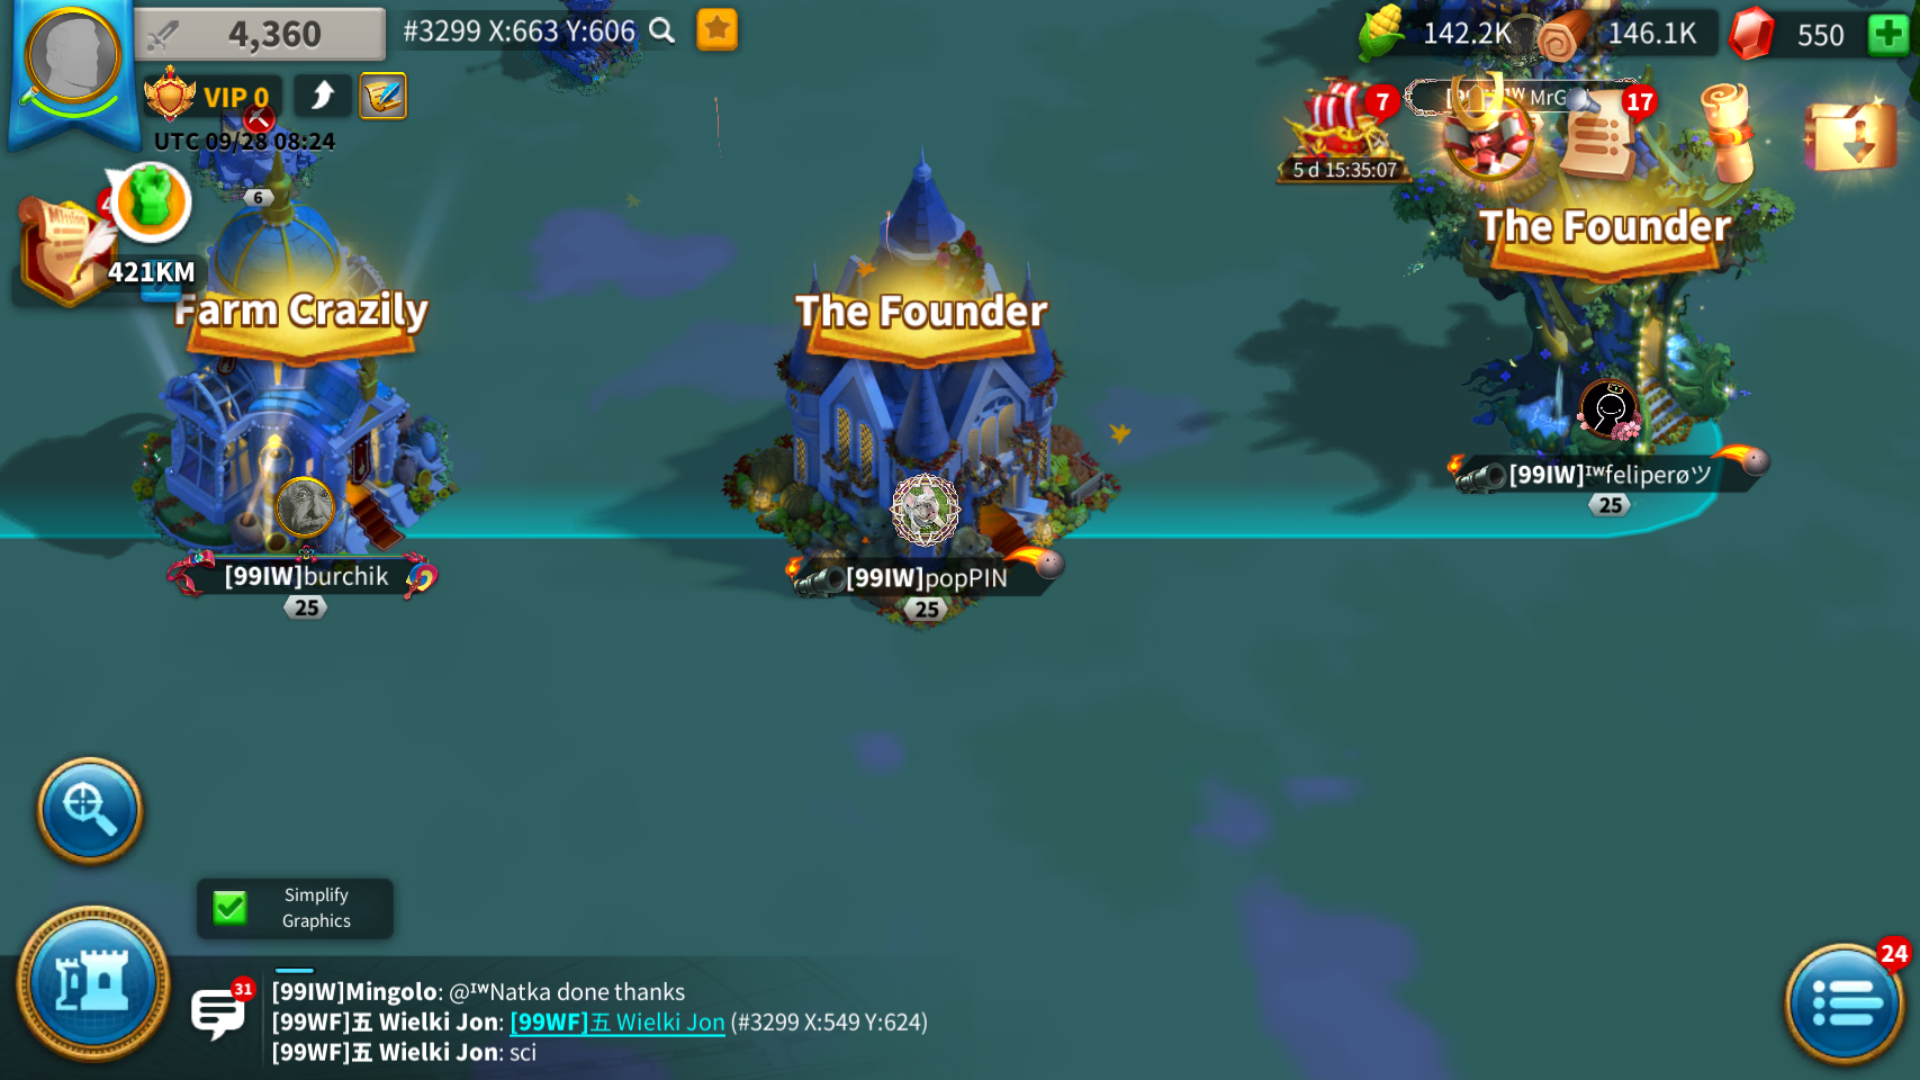 4,360
#3299 X:663 Y:606
142.2K
146.1K
550
VIP 0
UTC 09/28 08:24
7
5 d 15:35:07
17
6
Mission
421KM
Farm Crazily
The Founder
The Founder
[99IW]ᴵᵂfeliperøツ
25
[99IW]burchik
25
[99IW]popPIN
25
Simplify
Graphics
31
[99IW]Mingolo: @ᴵᵂNatka done thanks
[99WF]五 Wielki Jon: [99WF]五 Wielki Jon (#3299 X:549 Y:624)
[99WF]五 Wielki Jon: sci
24